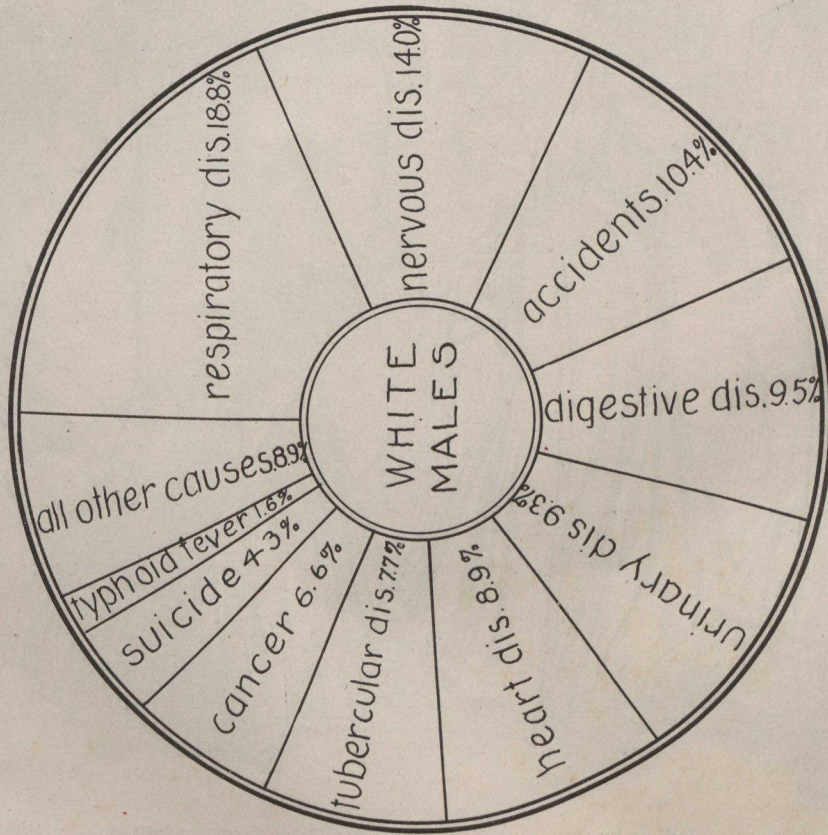 WHITE
MALES
respiratory dis. 18.8%
nervous dis. 14.0%
accidents. 10.4%
digestive dis. 9.5%
urinary dis 9.3%
heart dis. 8.9%
tubercular dis. 7.7%
cancer 6.6%
suicide 4.3%
typhoid fever 1.6%
all other causes. 8.9%